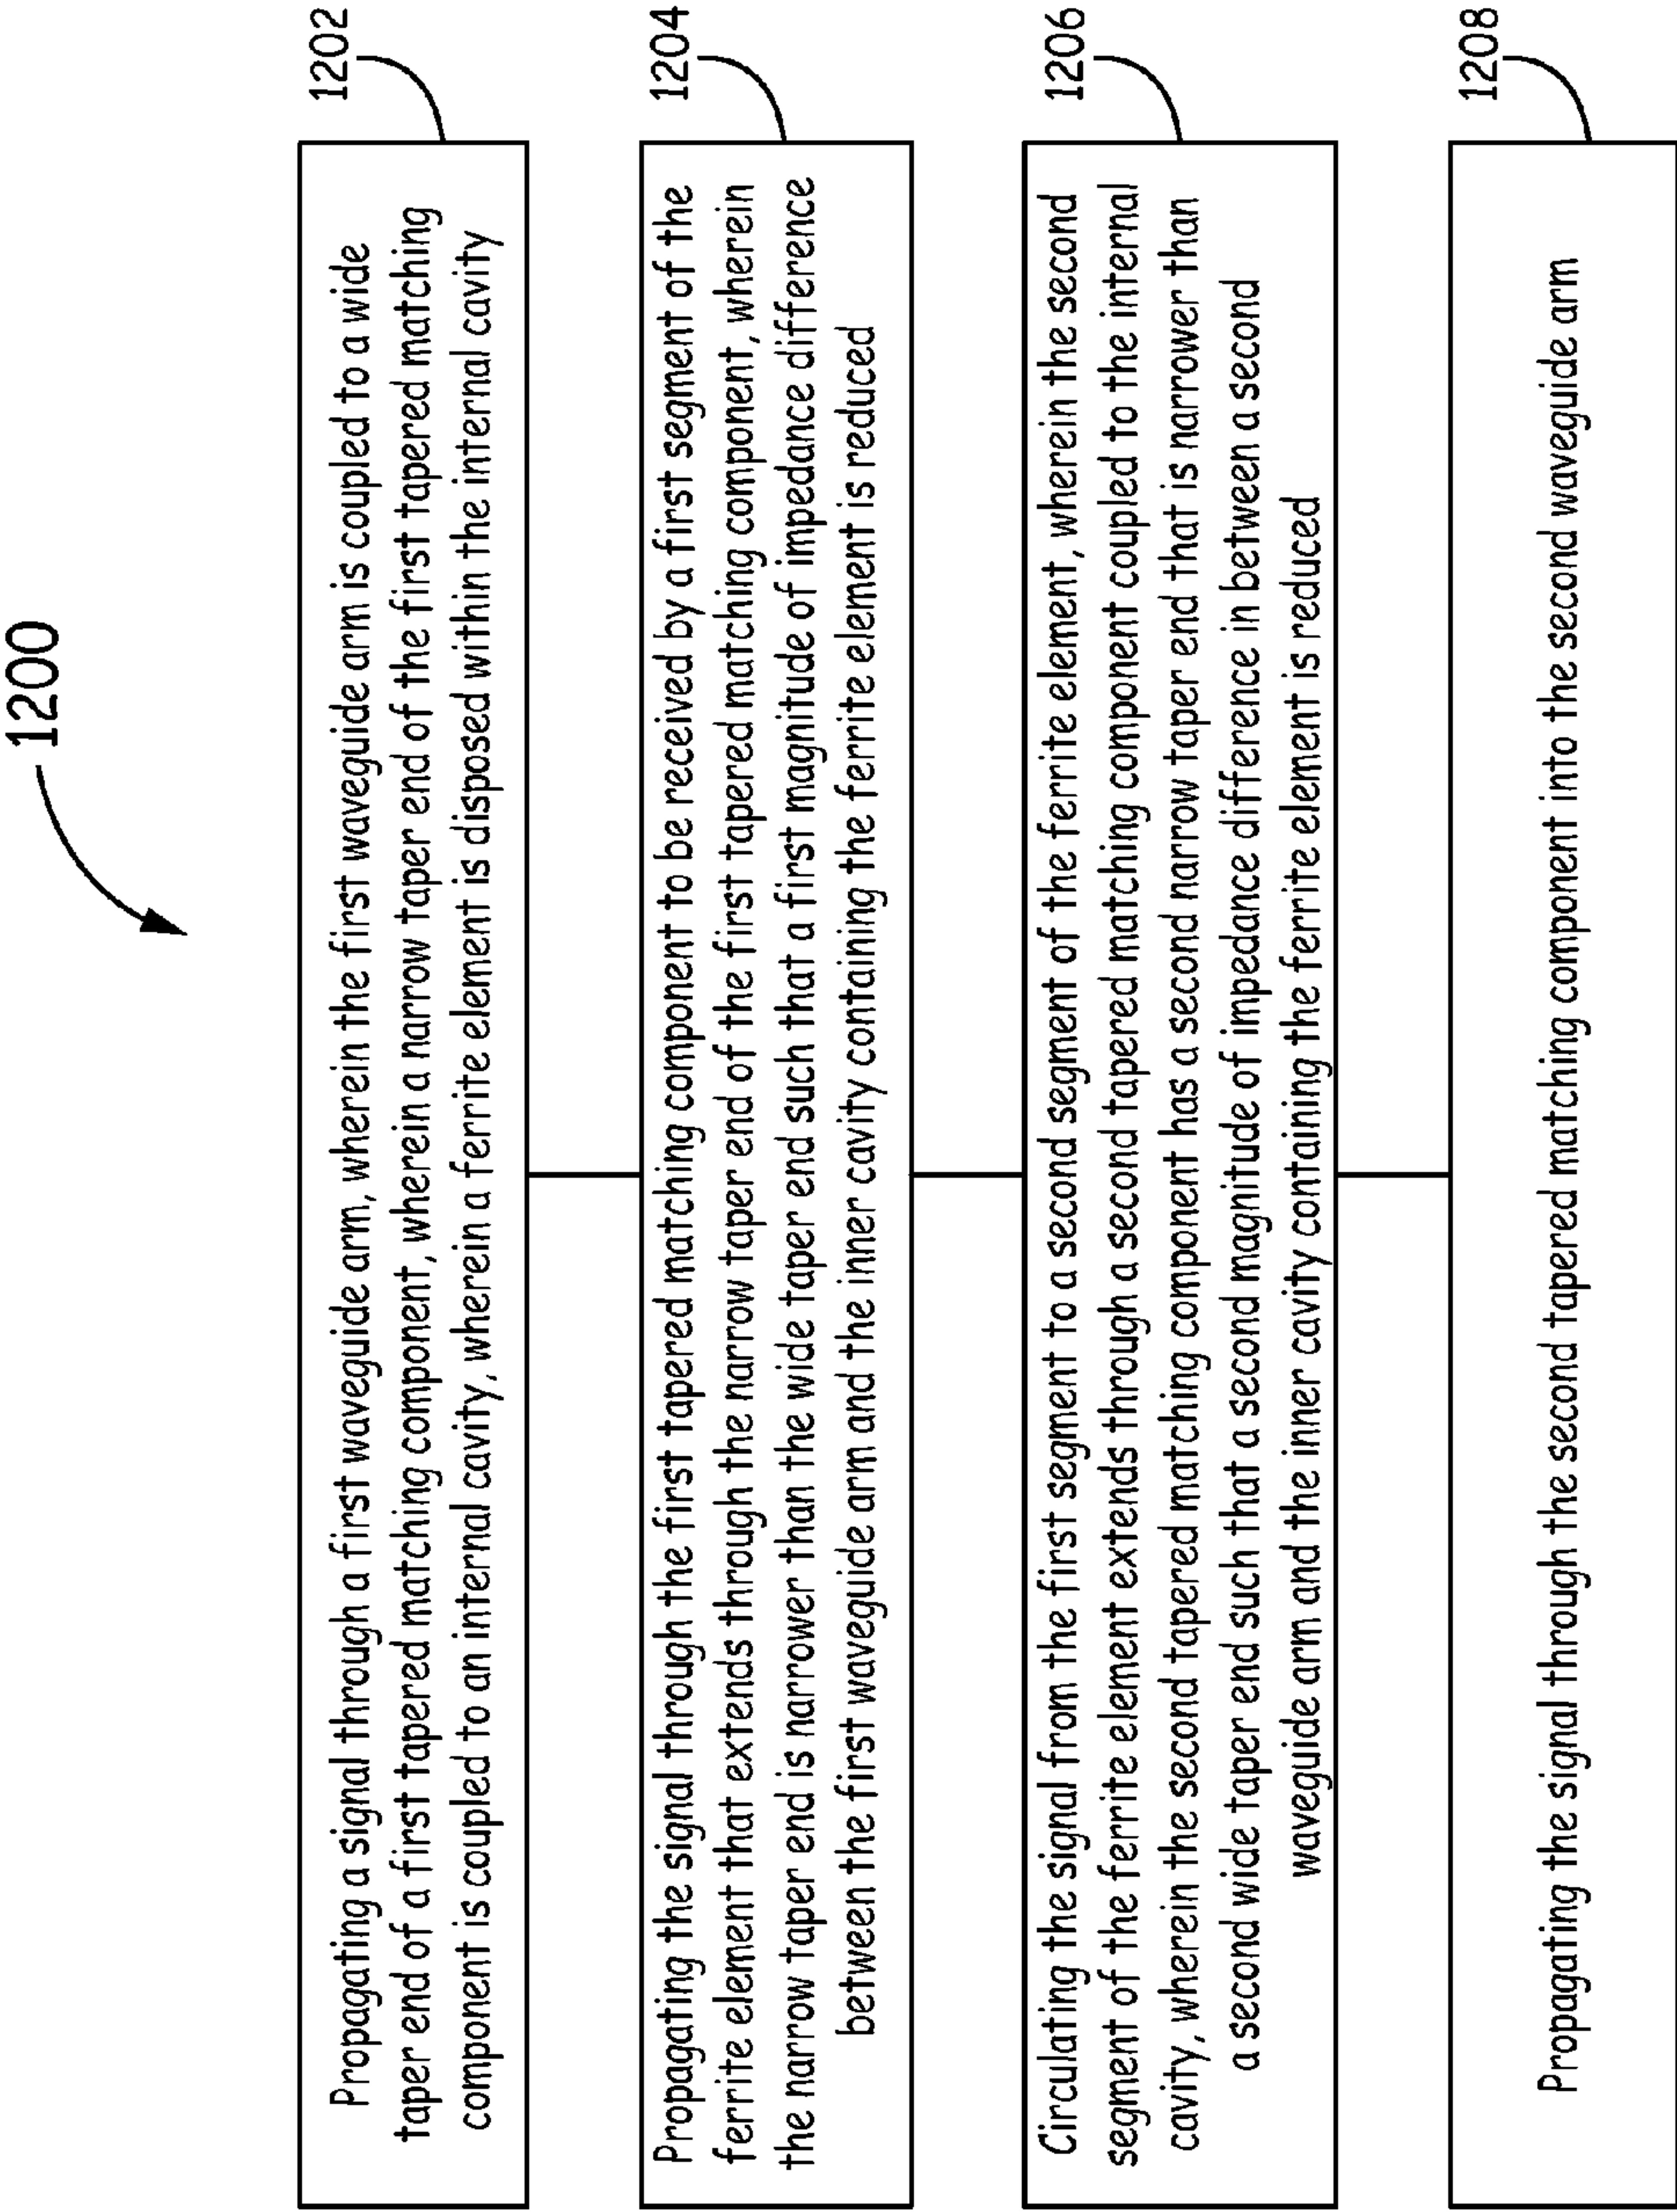 1200
1202
Propagating a signal through a first waveguide arm, wherein the first waveguide arm is coupled to a wide
taper end of a first tapered matching component, wherein a narrow taper end of the first tapered matching
component is coupled to an internal cavity, wherein a ferrite element is disposed within the internal cavity
1204
Propagating the signal through the first tapered matching component to be received by a first segment of the
ferrite element that extends through the narrow taper end of the first tapered matching component, wherein
the narrow taper end is narrower than the wide taper end such that a first magnitude of impedance difference
between the first waveguide arm and the inner cavity containing the ferrite element is reduced
1206
Circulating the signal from the first segment to a second segment of the ferrite element, wherein the second
segment of the ferrite element extends through a second tapered matching component coupled to the internal
cavity, wherein the second tapered matching component has a second narrow taper end that is narrower than
a second wide taper end such that a second magnitude of impedance difference in between a second
waveguide arm and the inner cavity containing the ferrite element is reduced
1208
Propagating the signal through the second tapered matching component into the second waveguide arm